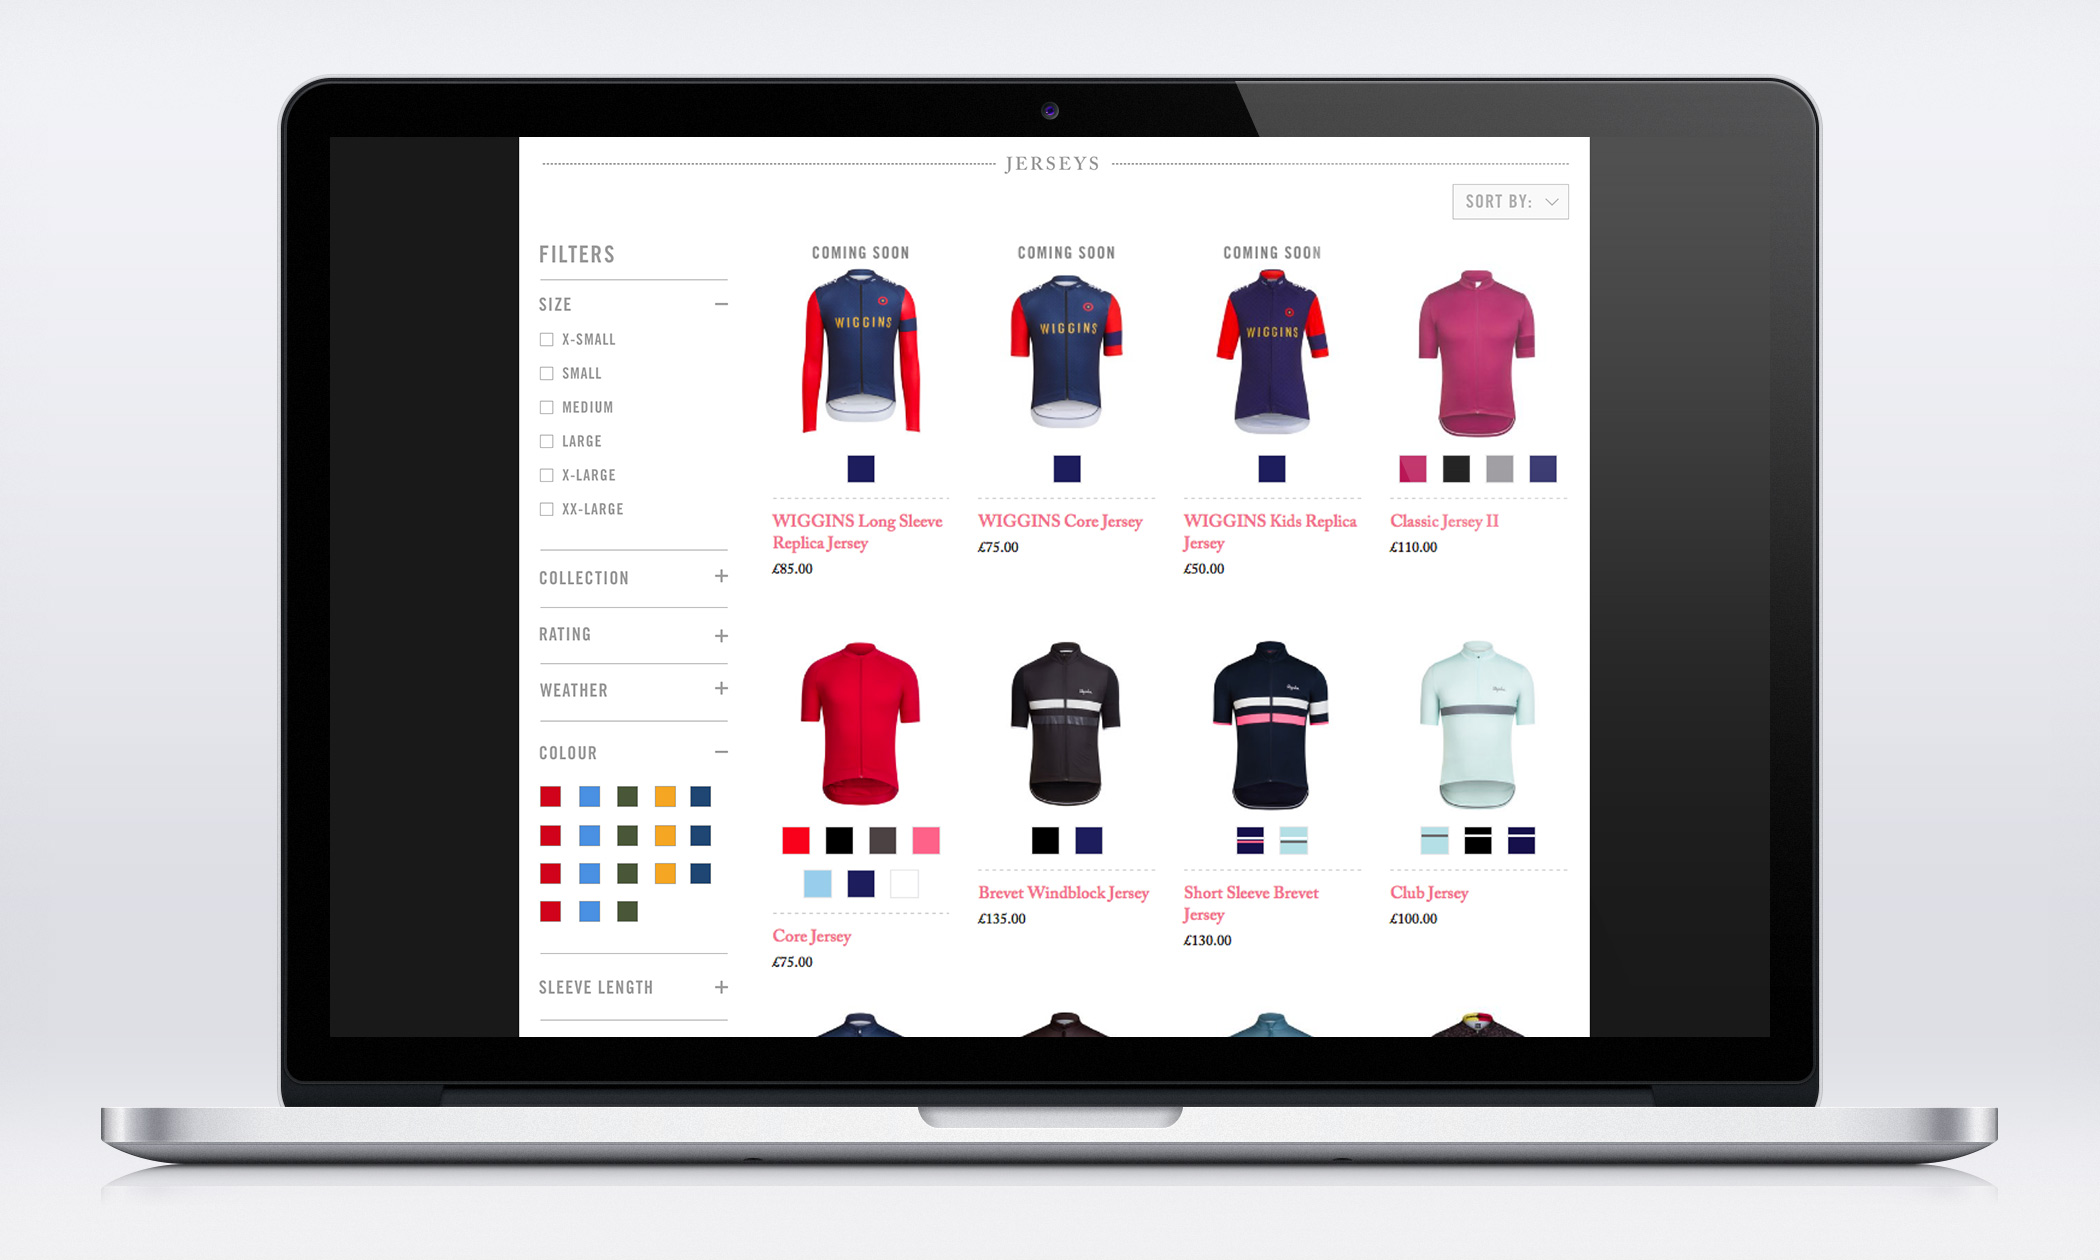 JERSEYS
SORT BY:
FILTERS
SIZE
X-SMALL
SMALL
MEDIUM
LARGE
X-LARGE
XX-LARGE
COLLECTION
RATING
WEATHER
COLOUR
SLEEVE LENGTH
COMING SOON
WIGGINS
WIGGINS Long Sleeve
Replica Jersey
£85.00
COMING SOON
WIGGINS
WIGGINS Core Jersey
£75.00
COMING SOON
WIGGINS
WIGGINS Kids Replica
Jersey
£50.00
Classic Jersey II
£110.00
Core Jersey
£75.00
Rapha
Brevet Windblock Jersey
£135.00
Rapha
Short Sleeve Brevet
Jersey
£130.00
Rapha
Club Jersey
£100.00